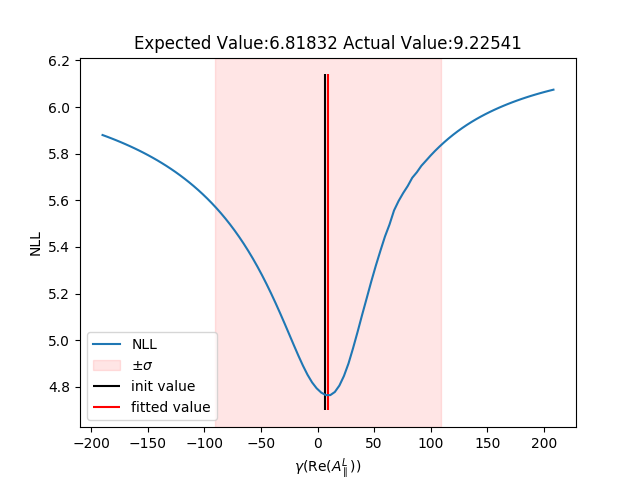 Expected Value:6.81832 Actual Value:9.22541
6.2
6.0
5.8
5.6
5.4
5.2
5.0
4.8
NLL
NLL
±σ
init value
fitted value
−200 −150 −100 −50 0 50 100 150 200
γ(Re(A∥ᴸ))